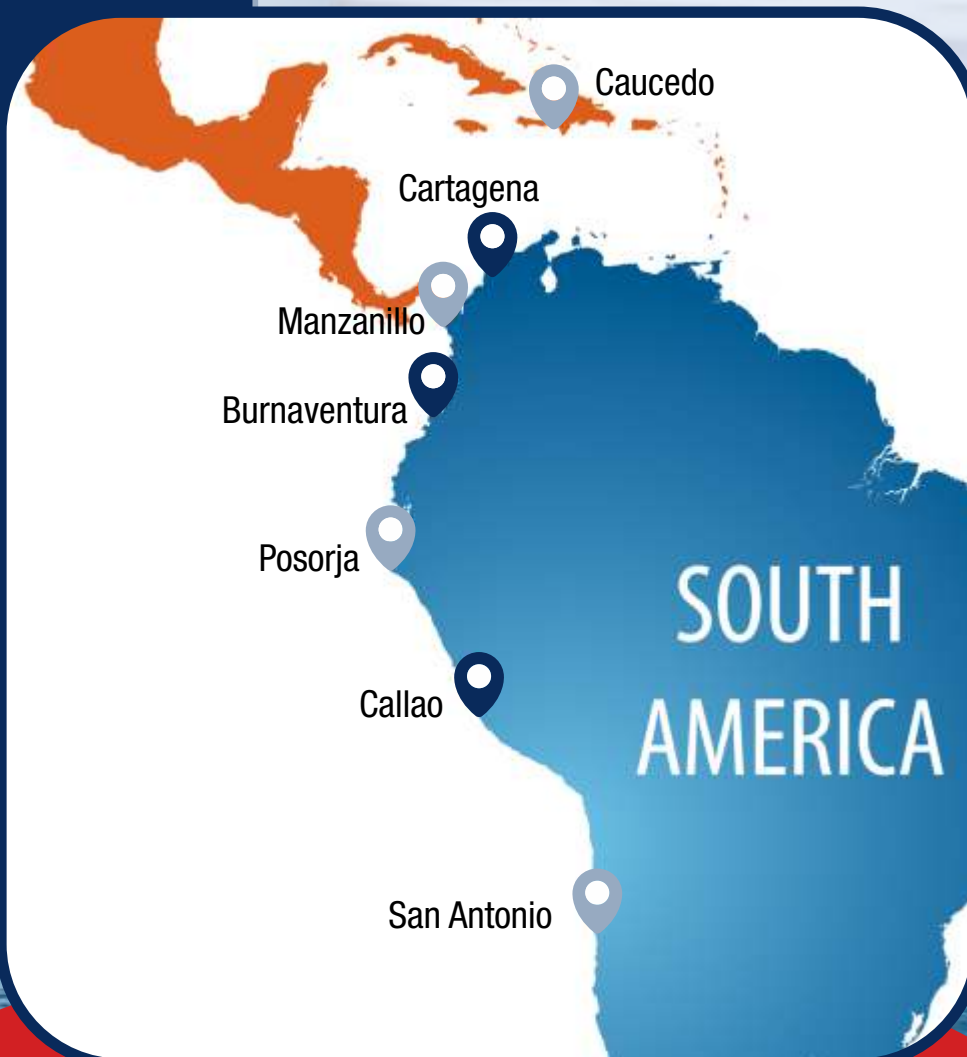 Caucedo
Cartagena
Manzanillo
Burnaventura
Posorja
SOUTH
AMERICA
Callao
San Antonio